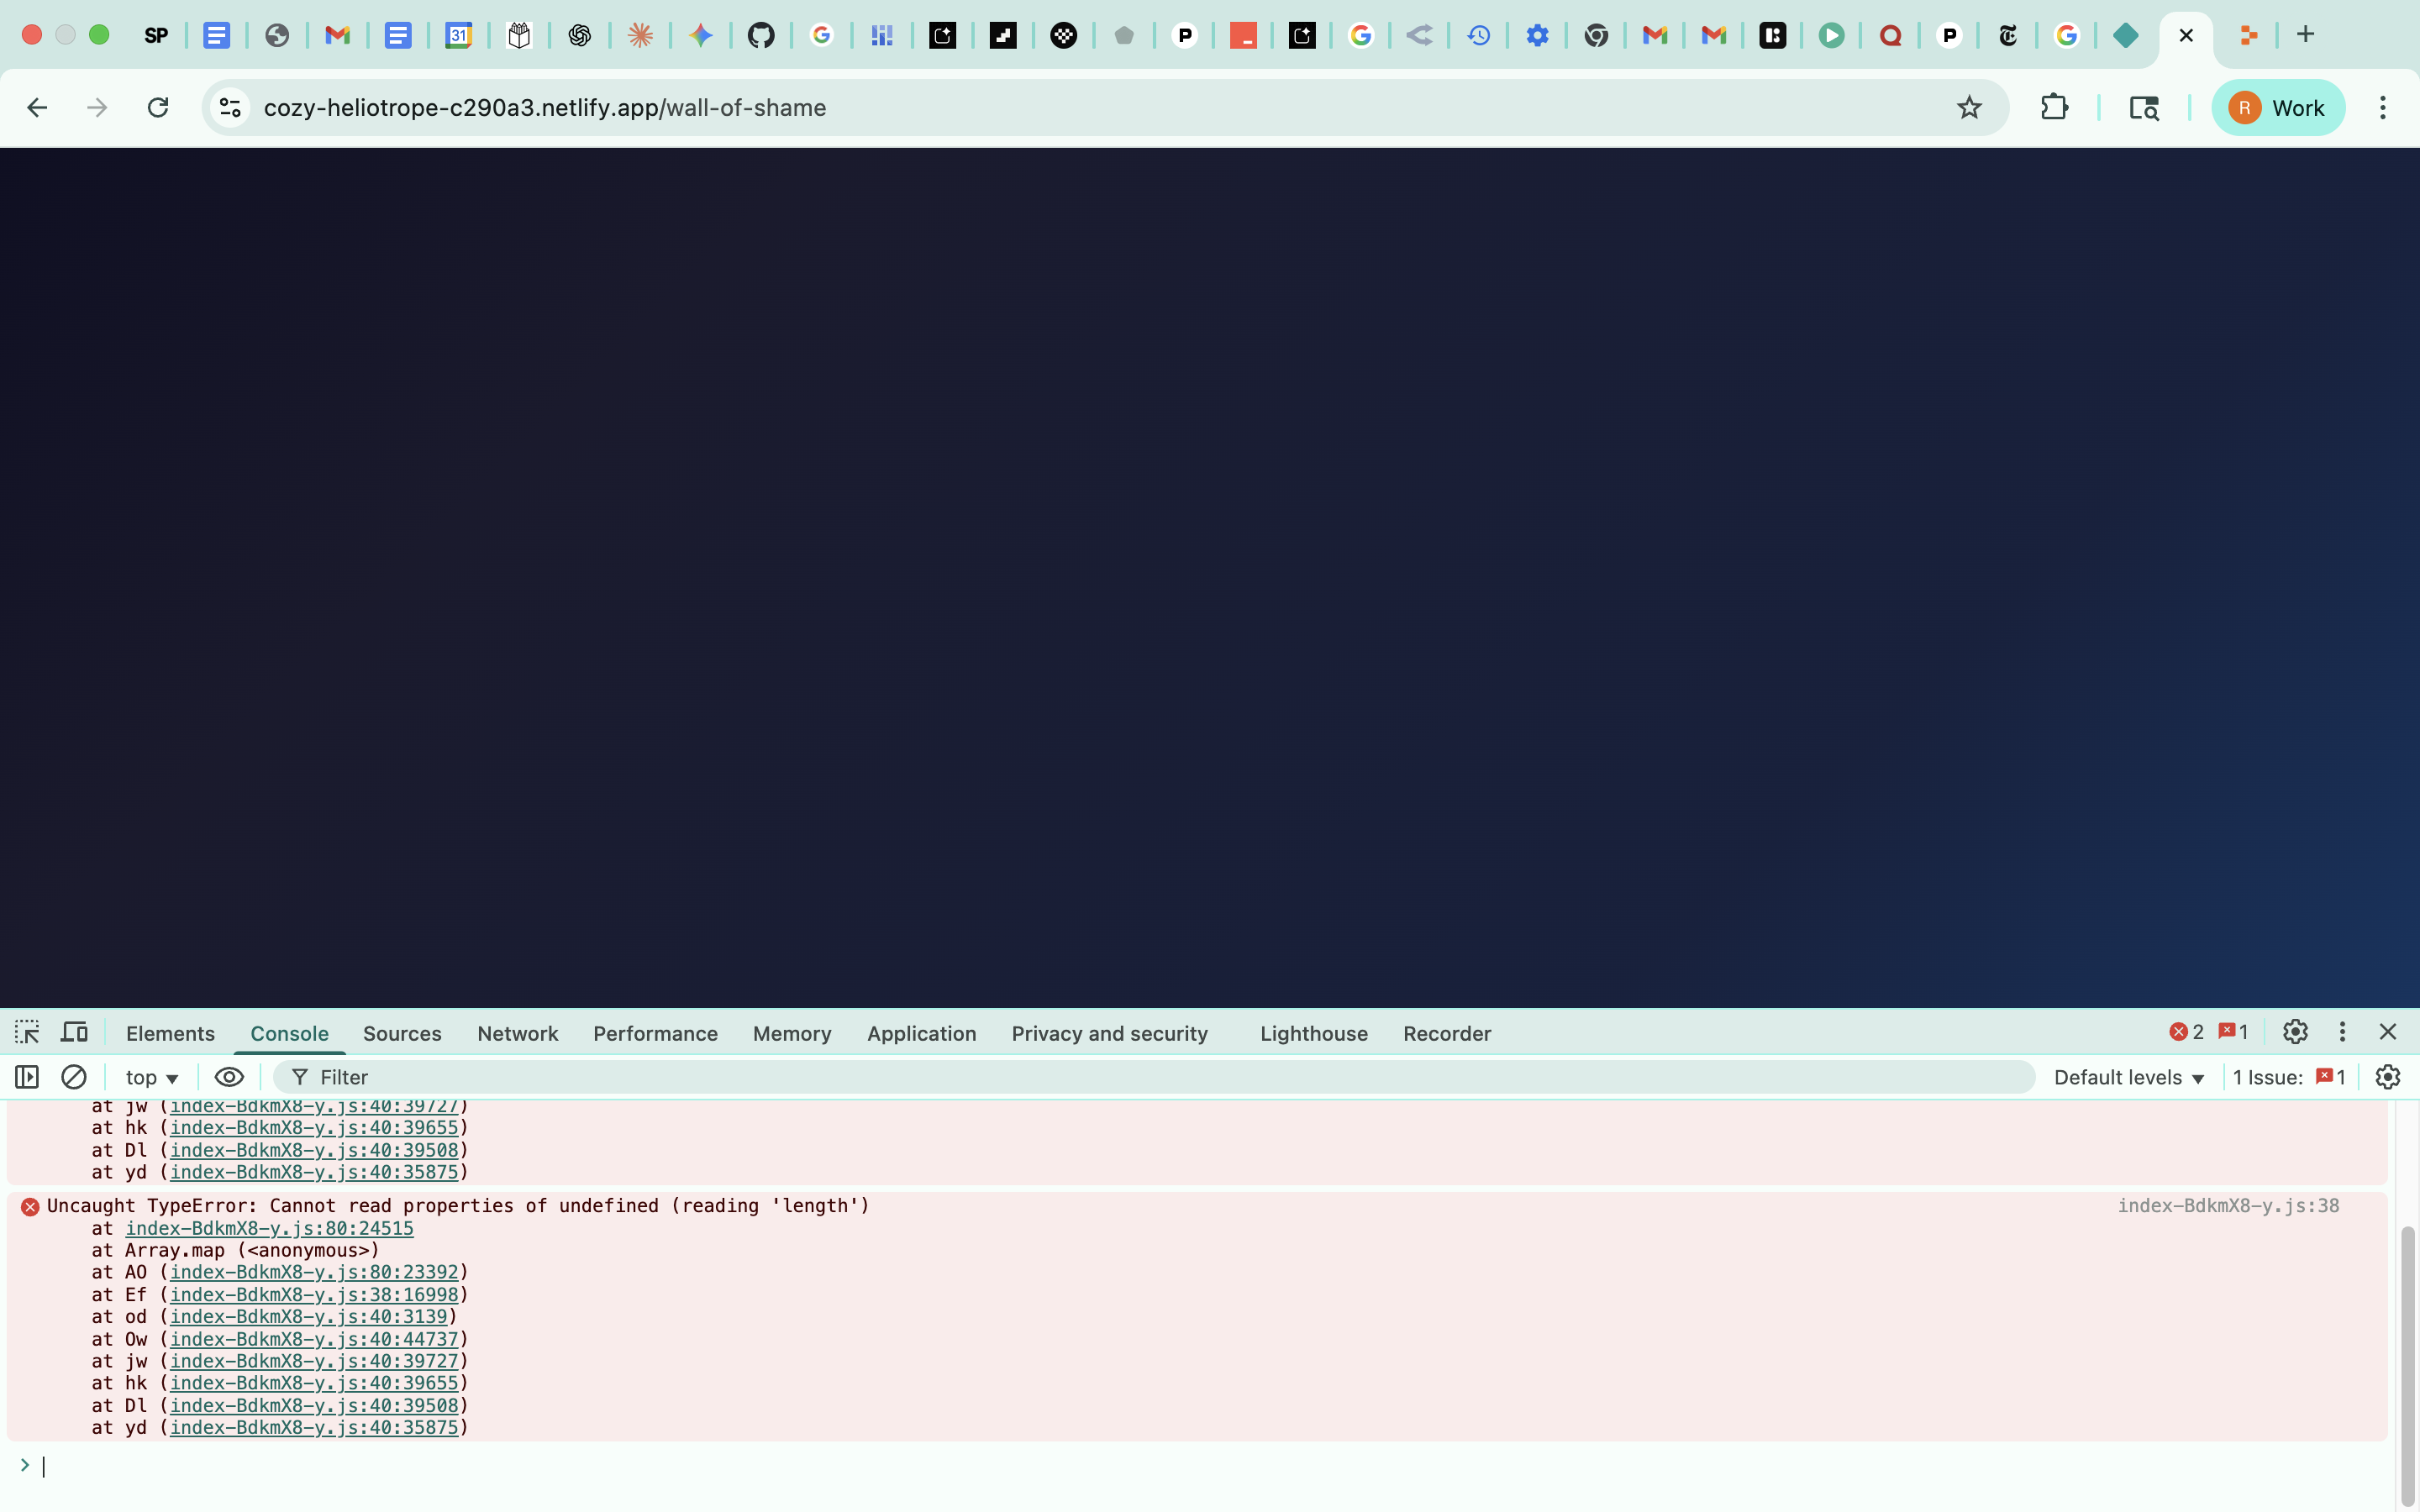 SP
31
cozy-heliotrope-c290a3.netlify.app/wall-of-shame
R Work
Elements Console Sources Network Performance Memory Application Privacy and security Lighthouse Recorder 2 1
top Filter Default levels 1 Issue: 1
at jw (index-BdkmX8-y.js:40:39727)
at hk (index-BdkmX8-y.js:40:39655)
at Dl (index-BdkmX8-y.js:40:39508)
at yd (index-BdkmX8-y.js:40:35875)
Uncaught TypeError: Cannot read properties of undefined (reading 'length') index-BdkmX8-y.js:38
at index-BdkmX8-y.js:80:24515
at Array.map (<anonymous>)
at AO (index-BdkmX8-y.js:80:23392)
at Ef (index-BdkmX8-y.js:38:16998)
at od (index-BdkmX8-y.js:40:3139)
at Ow (index-BdkmX8-y.js:40:44737)
at jw (index-BdkmX8-y.js:40:39727)
at hk (index-BdkmX8-y.js:40:39655)
at Dl (index-BdkmX8-y.js:40:39508)
at yd (index-BdkmX8-y.js:40:35875)